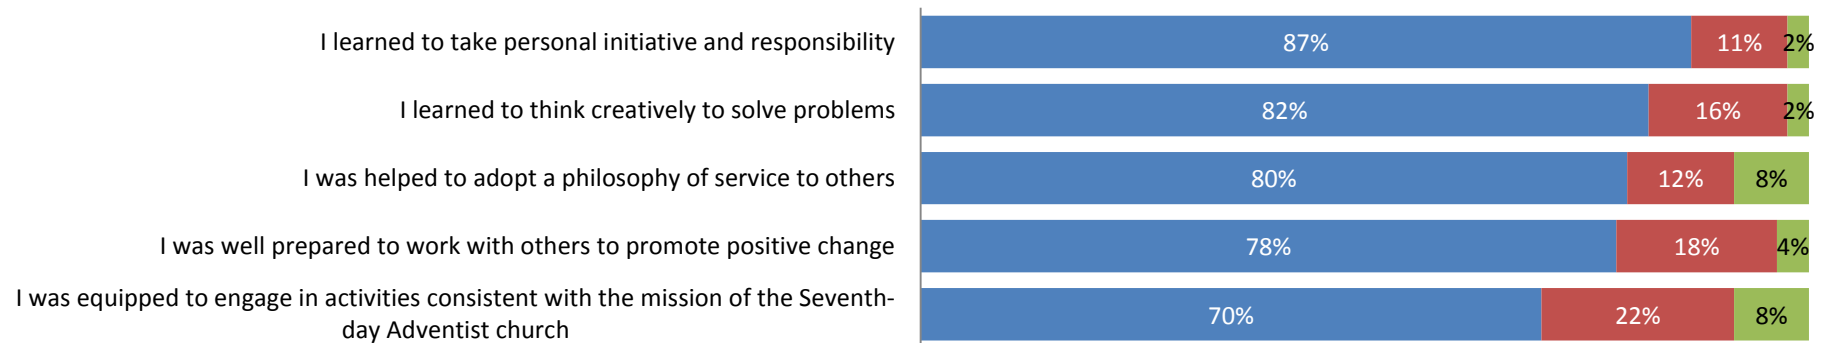 I learned to take personal initiative and responsibility 87% 11% 2%
I learned to think creatively to solve problems 82% 16% 2%
I was helped to adopt a philosophy of service to others 80% 12% 8%
I was well prepared to work with others to promote positive change 78% 18% 4%
I was equipped to engage in activities consistent with the mission of the Seventh-
day Adventist church 70% 22% 8%